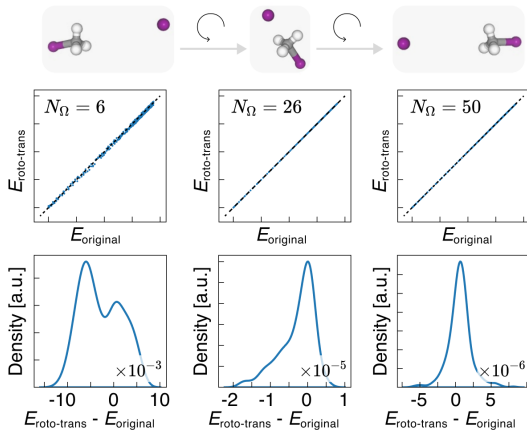 N_Ω = 6
N_Ω = 26
N_Ω = 50
E_roto-trans
E_roto-trans
E_roto-trans
E_original
E_original
E_original
Density [a.u.]
Density [a.u.]
Density [a.u.]
×10⁻³
×10⁻⁵
×10⁻⁶
-10 0 10
-2 -1 0 1
-5 0 5
E_roto-trans - E_original
E_roto-trans - E_original
E_roto-trans - E_original